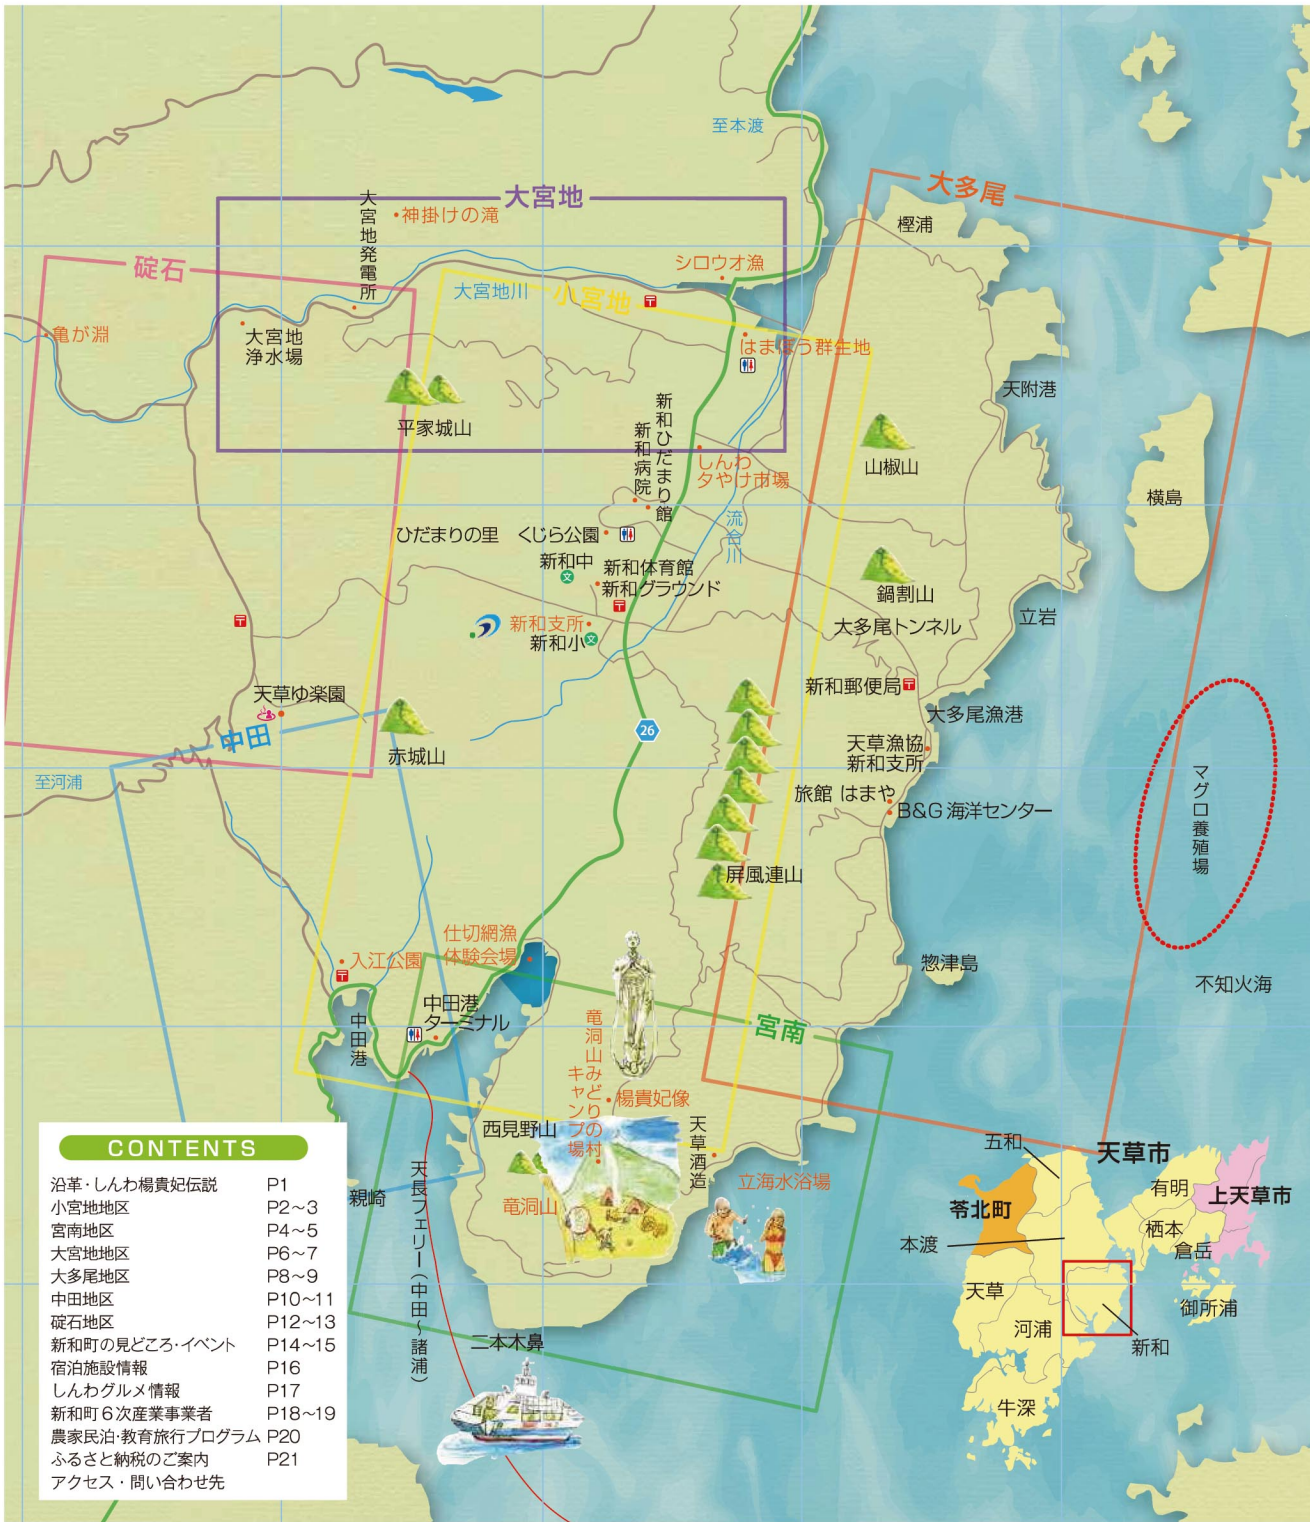 至本渡
大宮地
大多尾
神掛けの滝
大宮地発電所
樫浦
碇石
シロウオ漁
大宮地川
小宮地
亀が淵
大宮地
浄水場
はまぼう群生地
天附港
平家城山
新和ひだまり館
新和病院
しんわ
夕やけ市場
山椒山
横島
ひだまりの里
くじら公園
流合川
新和中
文
新和体育館
新和グラウンド
鍋割山
立岩
大多尾トンネル
新和支所
新和小
文
新和郵便局
天草ゆ楽園
大多尾漁港
中田
26
赤城山
天草漁協
新和支所
至河浦
マグロ養殖場
旅館 はまや
B&G海洋センター
屏風連山
仕切網漁
体験会場
入江公園
惣津島
不知火海
中田港
ターミナル
中田港
竜洞山みどりの村
キャンプ場
宮南
楊貴妃像
西見野山
天草酒造
竜洞山
立海水浴場
親崎
天長フェリー(中田~諸浦)
二本木鼻
五和
天草市
有明
苓北町
上天草市
栖本
本渡
倉岳
天草
御所浦
河浦
新和
牛深
CONTENTS
沿革・しんわ楊貴妃伝説 P1
小宮地地区 P2~3
宮南地区 P4~5
大宮地地区 P6~7
大多尾地区 P8~9
中田地区 P10~11
碇石地区 P12~13
新和町の見どころ・イベント P14~15
宿泊施設情報 P16
しんわグルメ情報 P17
新和町6次産業事業者 P18~19
農家民泊・教育旅行プログラム P20
ふるさと納税のご案内 P21
アクセス・問い合わせ先